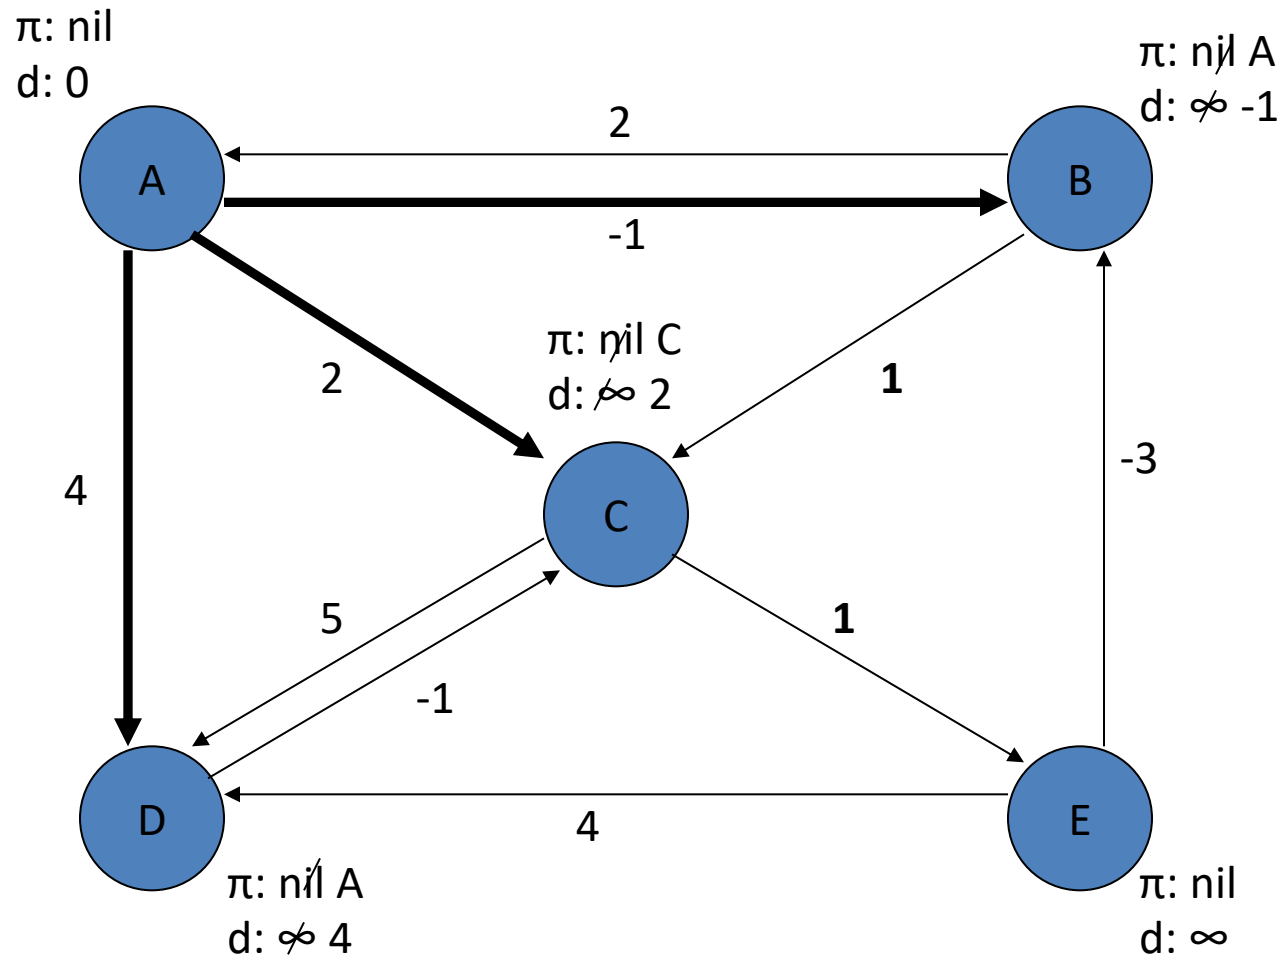 π: nil
d: 0
π: nil A
d: ∞ -1
2
A
B
-1
π: nil C
d: ∞ 2
2
1
-3
4
C
5
1
-1
D
4
E
π: nil A
d: ∞ 4
π: nil
d: ∞